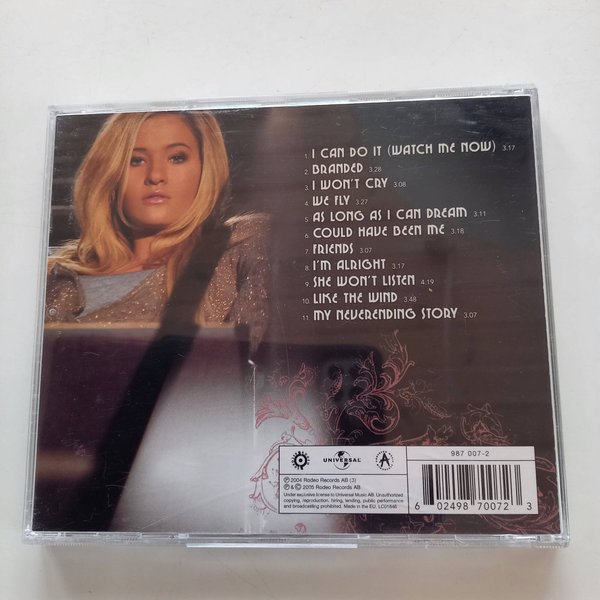 1. I CAN DO IT (WATCH ME NOW) 3.17
2. BRANDED 3.28
3. I WON'T CRY 3.08
4. WE FLY 3.27
5. AS LONG AS I CAN DREAM 3.11
6. COULD HAVE BEEN ME 3.18
7. FRIENDS 3.07
8. I'M ALRIGHT 3.17
9. SHE WON'T LISTEN 4.19
10. LIKE THE WIND 3.48
11. MY NEVERENDING STORY 3.07
UNIVERSAL
℗ 2004 Rodeo Records AB (3)
℗ & © 2005 Rodeo Records AB.
Under exclusive license to Universal Music AB. Unauthorized
copying, reproduction, hiring, lending, public performance
and broadcasting prohibited. Made in the EU. LC01846
987 007-2
6 02498 70072 3